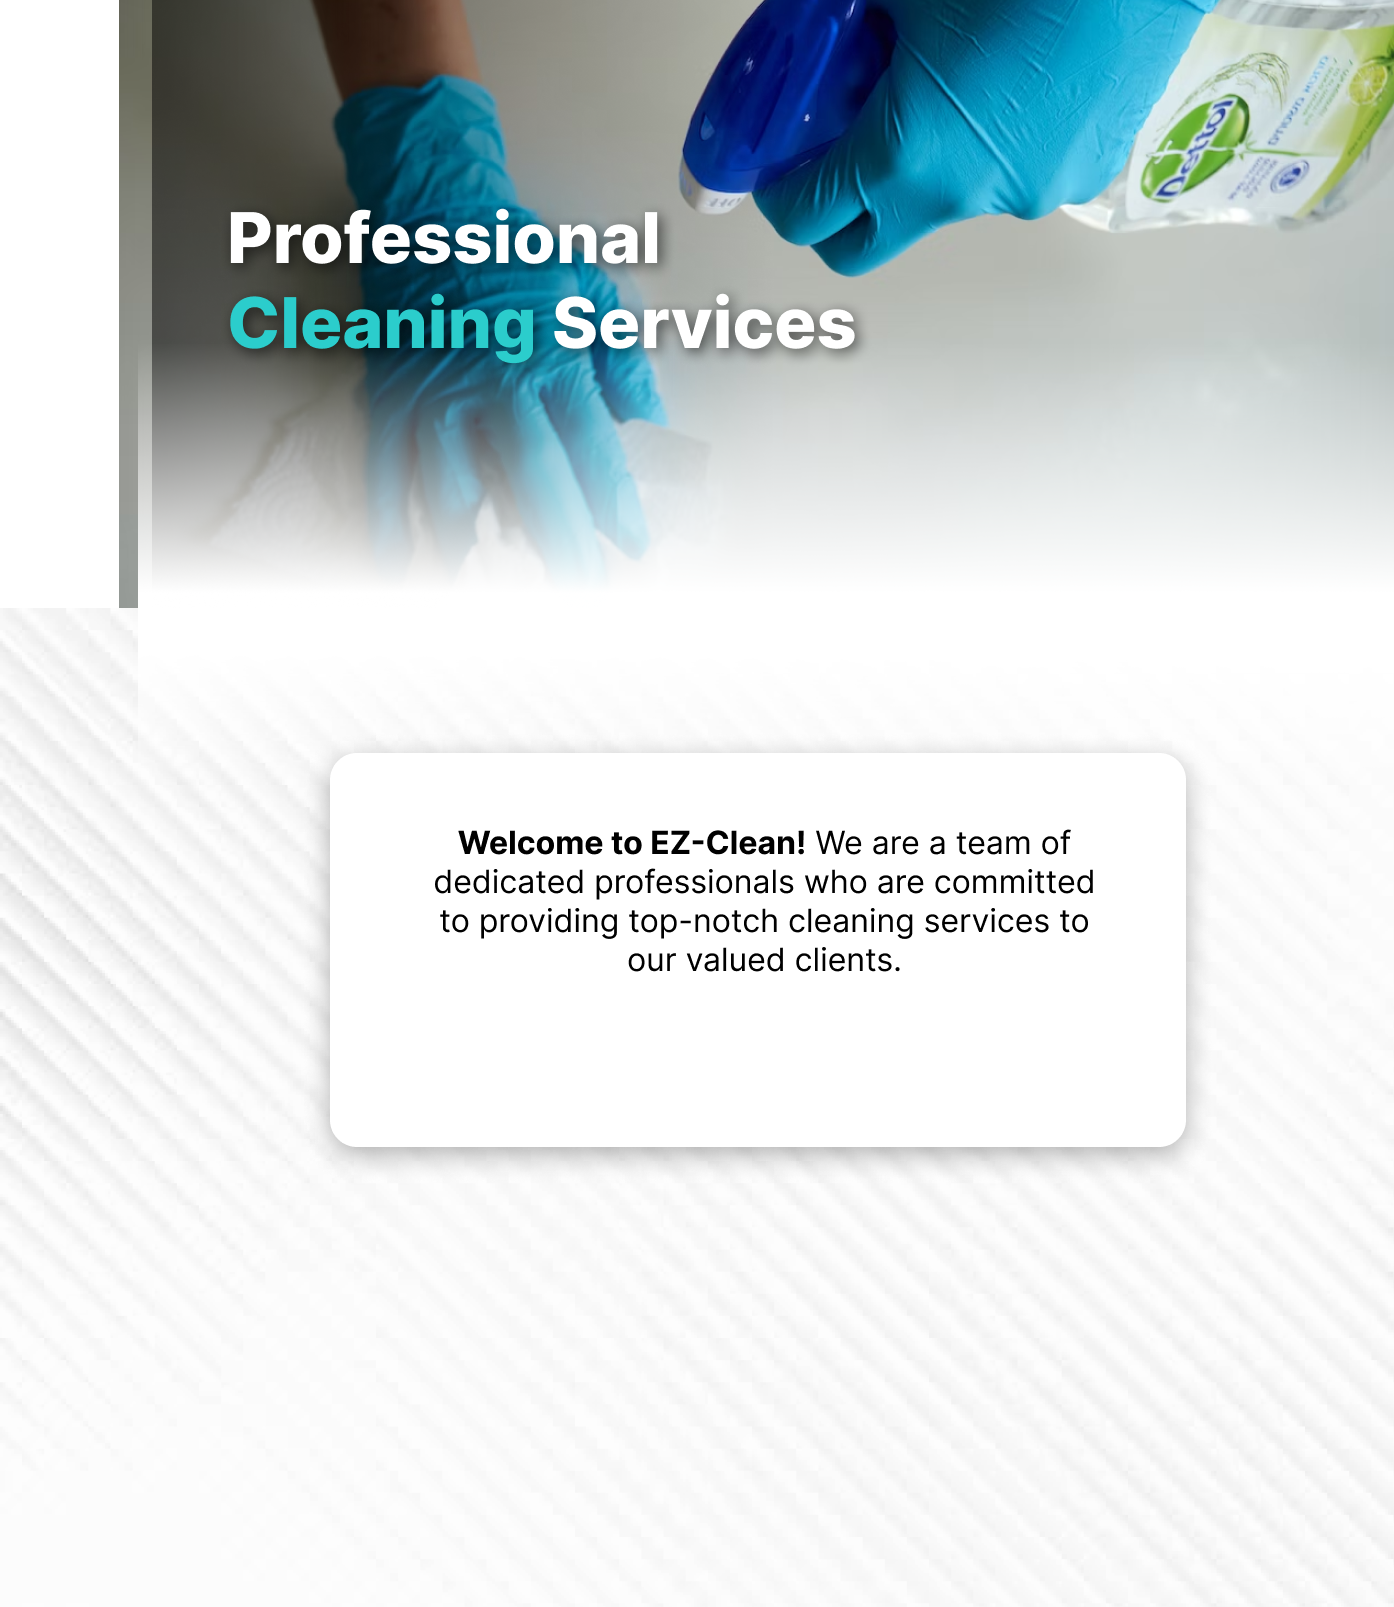 Professional
Cleaning Services
Dettol
Welcome to EZ-Clean! We are a team of
dedicated professionals who are committed
to providing top-notch cleaning services to
our valued clients.